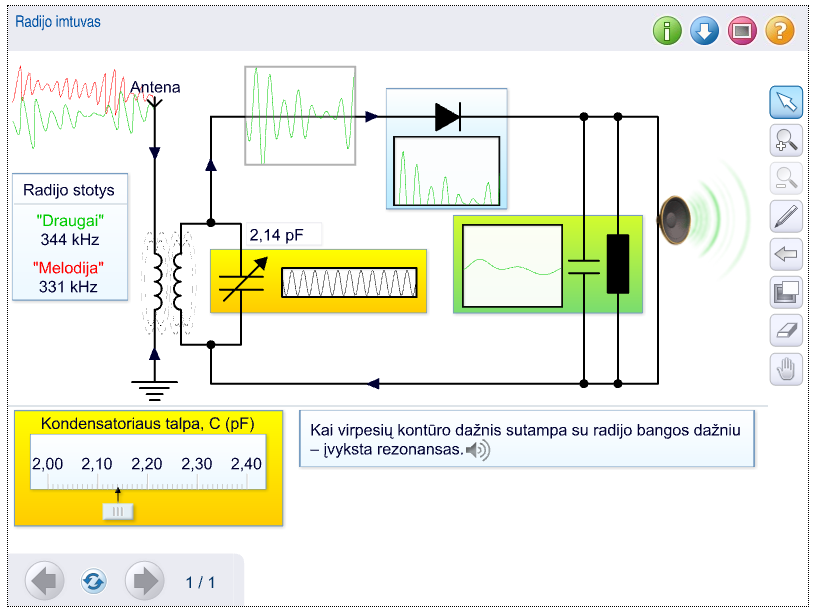 Radijo imtuvas
Antena
Radijo stotys
"Draugai"
344 kHz
"Melodija"
331 kHz
2,14 pF
Kondensatoriaus talpa, C (pF)
2,00 2,10 2,20 2,30 2,40
Kai virpesių kontūro dažnis sutampa su radijo bangos dažniu
– įvyksta rezonansas.
1 / 1